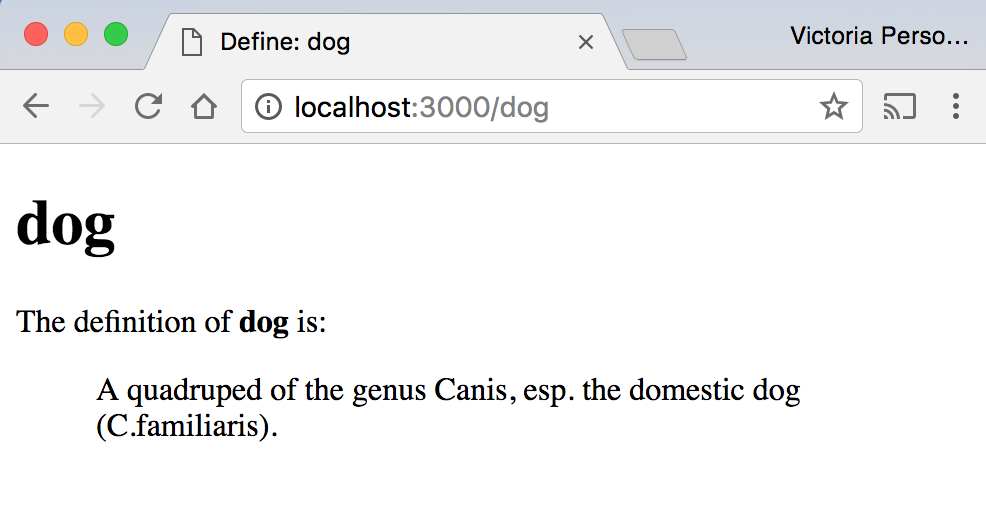 Define: dog
Victoria Perso...
localhost:3000/dog
dog
The definition of dog is:
A quadruped of the genus Canis, esp. the domestic dog
(C.familiaris).